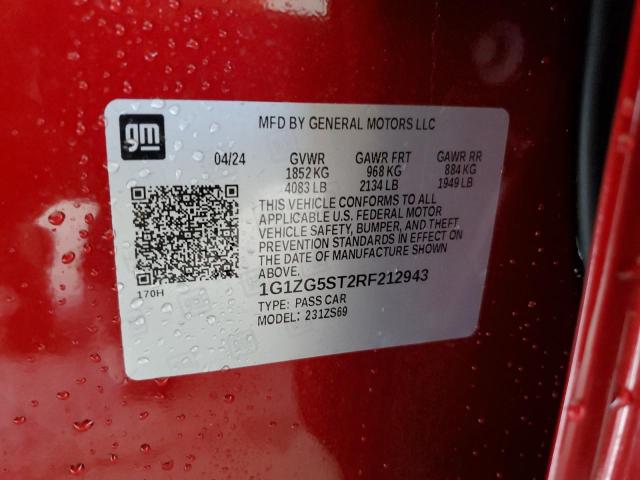 gm
MFD BY GENERAL MOTORS LLC
04/24 GVWR GAWR FRT GAWR RR
1852 KG 968 KG 884 KG
4083 LB 2134 LB 1949 LB
THIS VEHICLE CONFORMS TO ALL
APPLICABLE U.S. FEDERAL MOTOR
VEHICLE SAFETY, BUMPER, AND THEFT
PREVENTION STANDARDS IN EFFECT ON
THE DATE OF MANUFACTURE SHOWN
ABOVE.
170H
1G1ZG5ST2RF212943
TYPE: PASS CAR
MODEL: 231ZS69